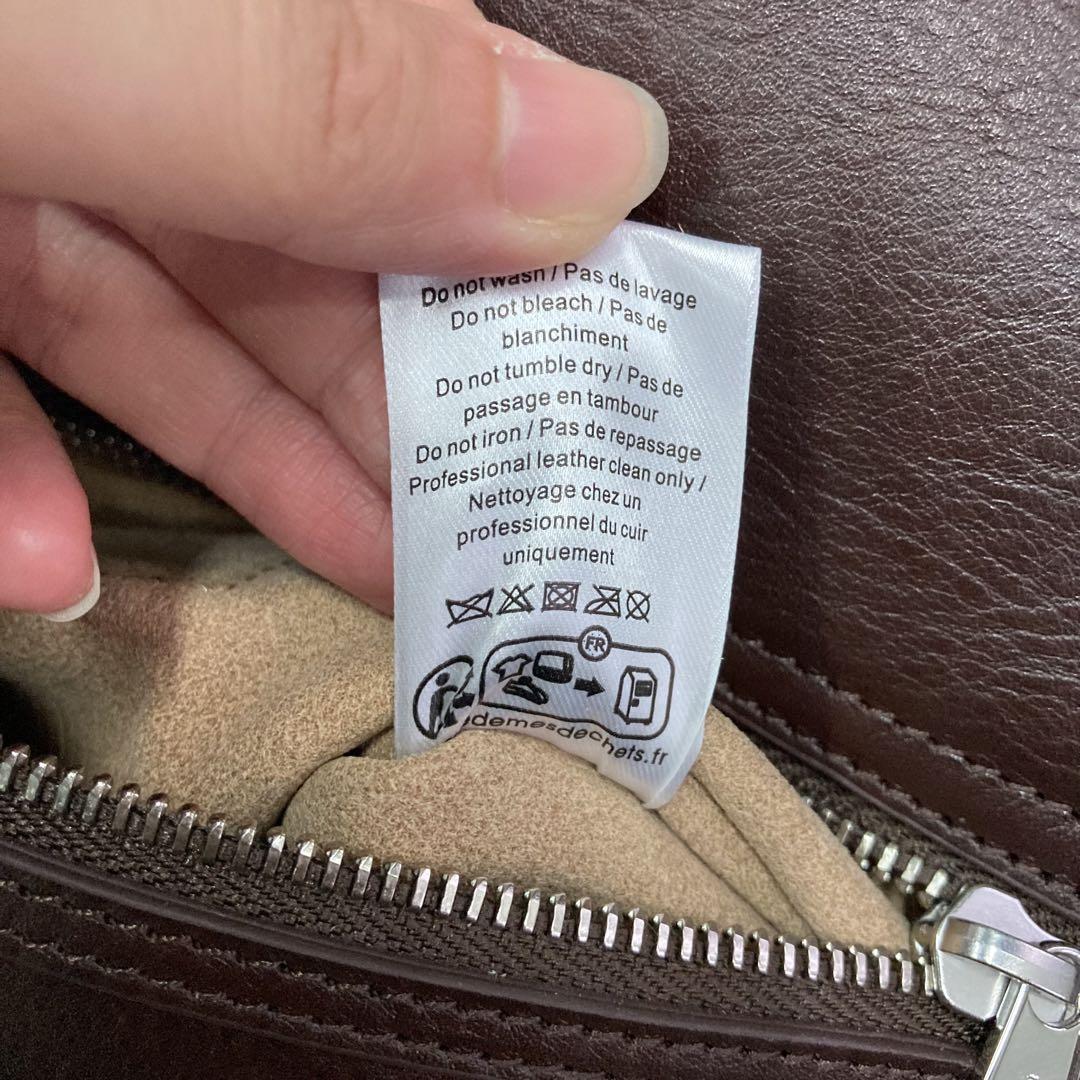 Do not wash / Pas de lavage
Do not bleach / Pas de
blanchiment
Do not tumble dry / Pas de
passage en tambour
Do not iron / Pas de repassage
Professional leather clean only /
Nettoyage chez un
professionnel du cuir
uniquement
FR
edemesdechets.fr